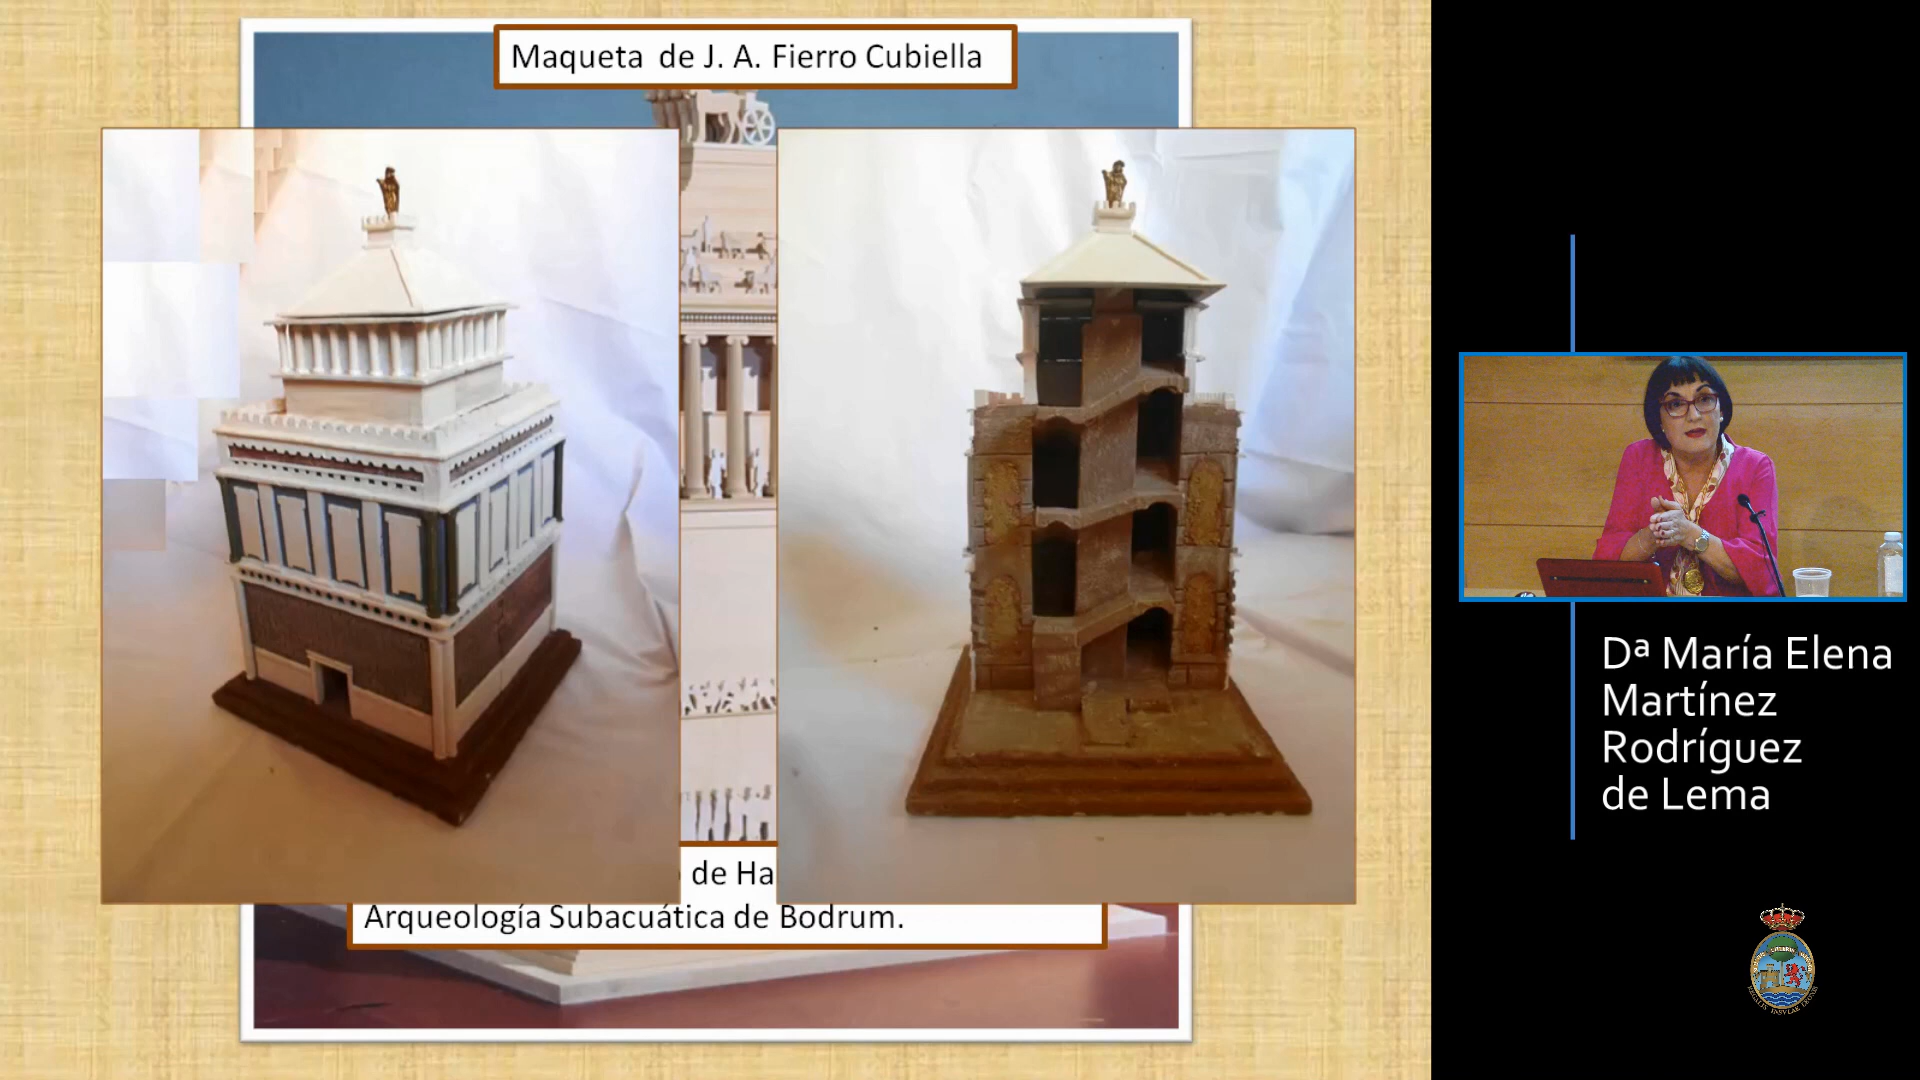 Maqueta de J. A. Fierro Cubiella
de Ha
Arqueología Subacuática de Bodrum.
Dª María Elena
Martínez
Rodríguez
de Lema